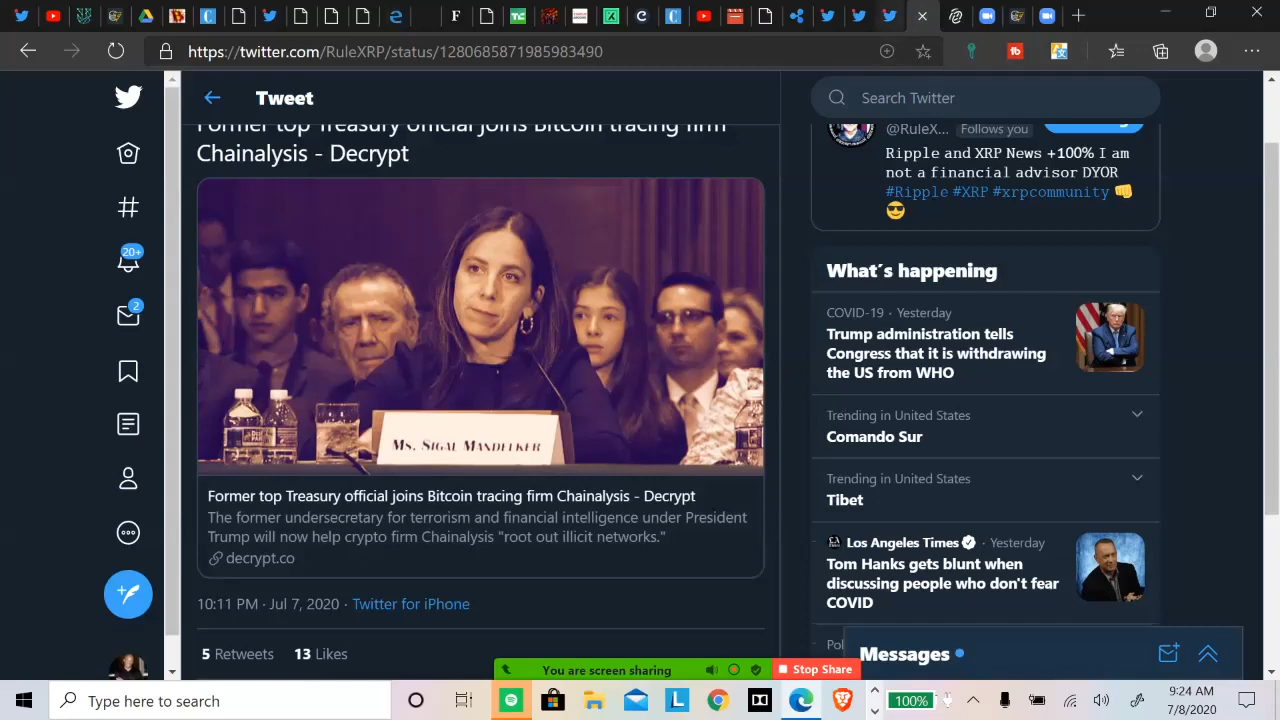 https://twitter.com/RuleXRP/status/1280685871985983490
Tweet
Search Twitter
Former top Treasury official joins Bitcoin tracing firm
Chainalysis - Decrypt
20+
2
MS. SIGAL MANDELKER
Former top Treasury official joins Bitcoin tracing firm Chainalysis - Decrypt
The former undersecretary for terrorism and financial intelligence under President
Trump will now help crypto firm Chainalysis "root out illicit networks."
decrypt.co
10:11 PM · Jul 7, 2020 · Twitter for iPhone
5 Retweets 13 Likes
@RuleX... Follows you
Ripple and XRP News +100% I am
not a financial advisor DYOR
#Ripple #XRP #xrpcommunity 👊
😎
What´s happening
COVID-19 · Yesterday
Trump administration tells
Congress that it is withdrawing
the US from WHO
Trending in United States
Comando Sur
Trending in United States
Tibet
Los Angeles Times · Yesterday
Tom Hanks gets blunt when
discussing people who don't fear
COVID
Pol
Messages
You are screen sharing
Stop Share
Type here to search
100%
9:24 AM
7/8/2020